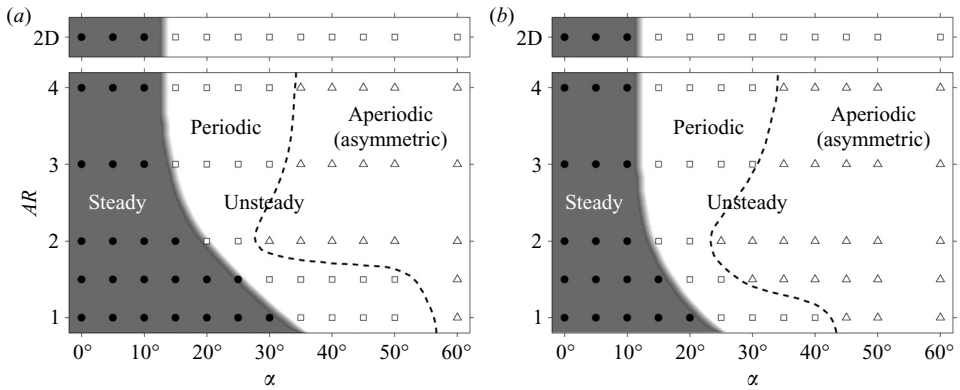 (a)
2D
4
Periodic
Aperiodic
(asymmetric)
3
AR
Steady
Unsteady
2
1
0° 10° 20° 30° 40° 50° 60°
α
(b)
2D
4
Periodic
Aperiodic
(asymmetric)
3
Steady
Unsteady
2
1
0° 10° 20° 30° 40° 50° 60°
α